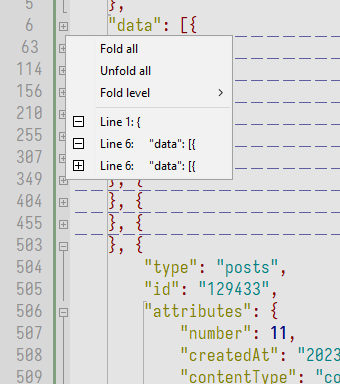 5 },
6 "data": [{
63
114
156
210
255
307
349 }, {
404 }, {
455 }, {
503 }, {
504 "type": "posts",
505 "id": "129433",
506 "attributes": {
507 "number": 11,
508 "createdAt": "2023
509 "contentType": "co
Fold all
Unfold all
Fold level
Line 1: {
Line 6: "data": [{
Line 6: "data": [{